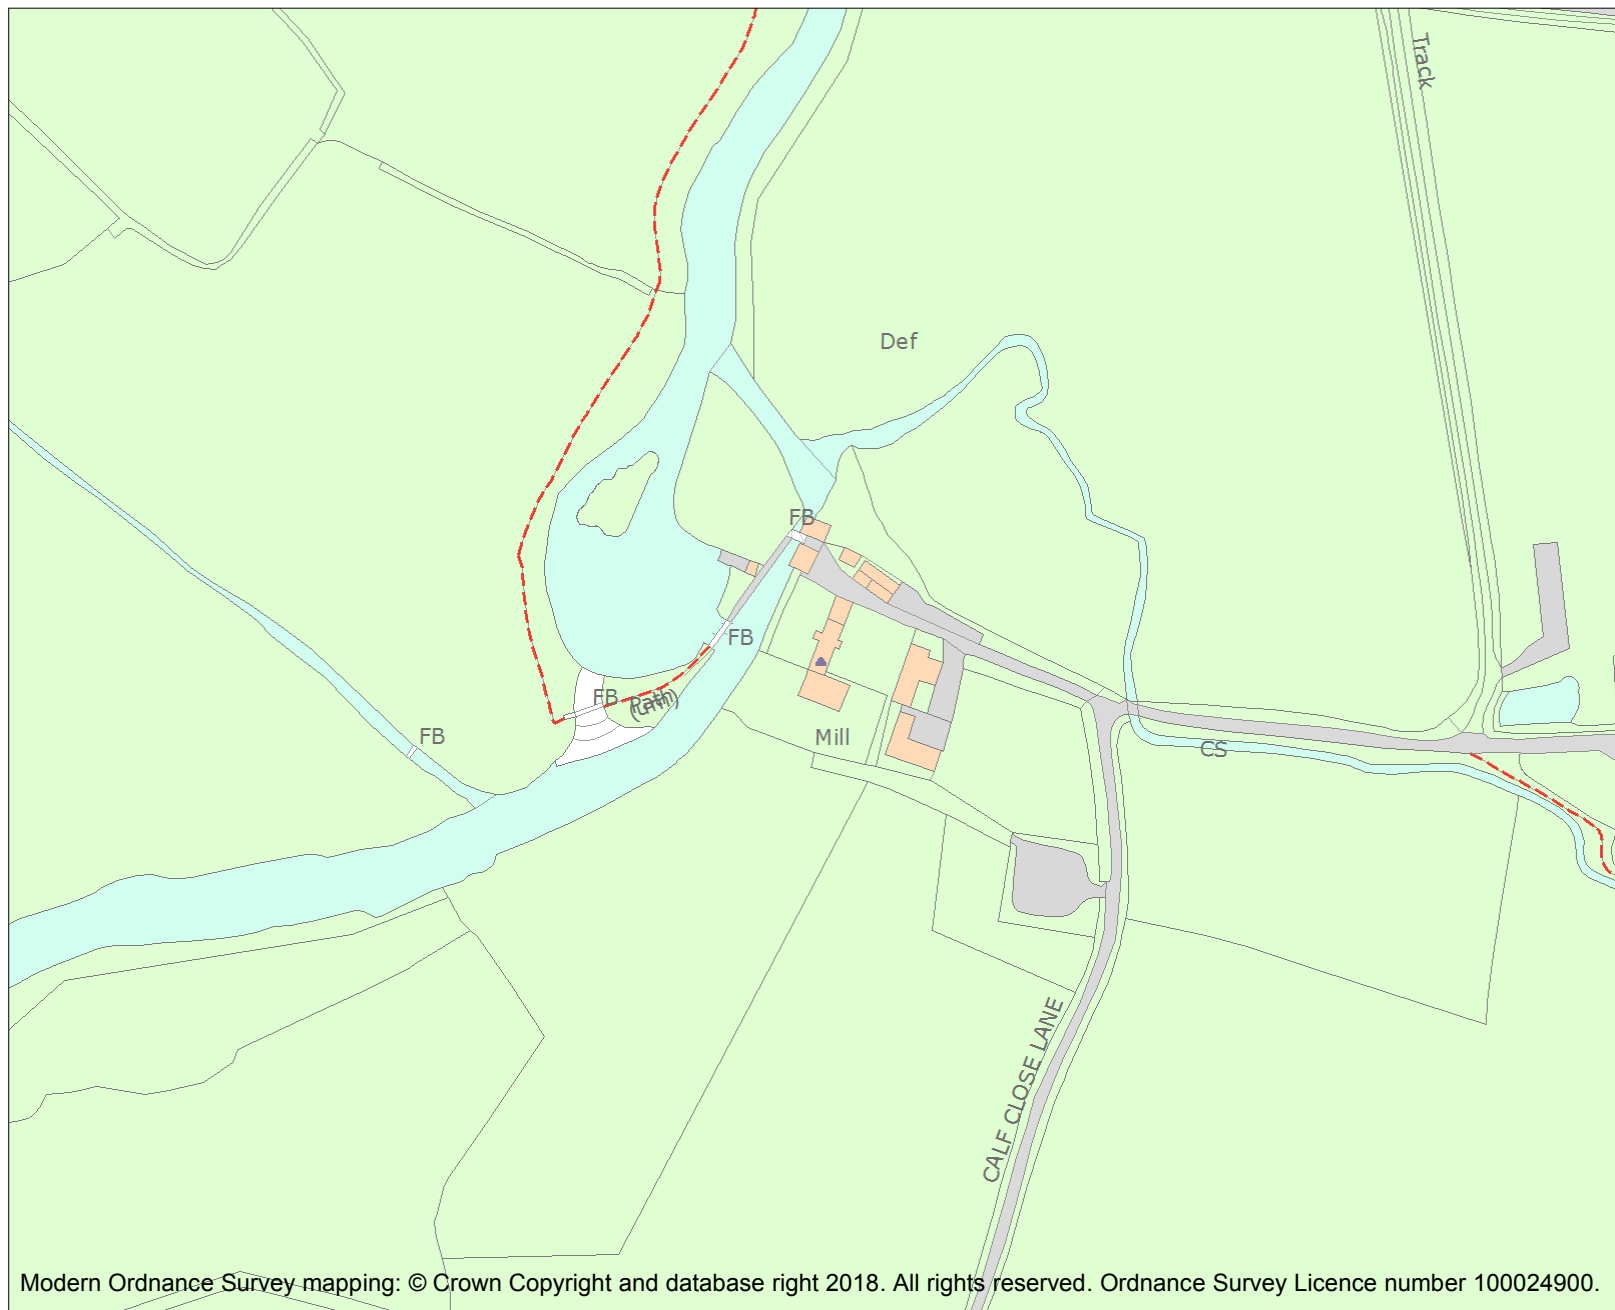 Track
Def
FB
FB
FB
Path
(um)
FB
Mill
CS
CALF CLOSE LANE
Modern Ordnance Survey mapping: © Crown Copyright and database right 2018. All rights reserved. Ordnance Survey Licence number 100024900.